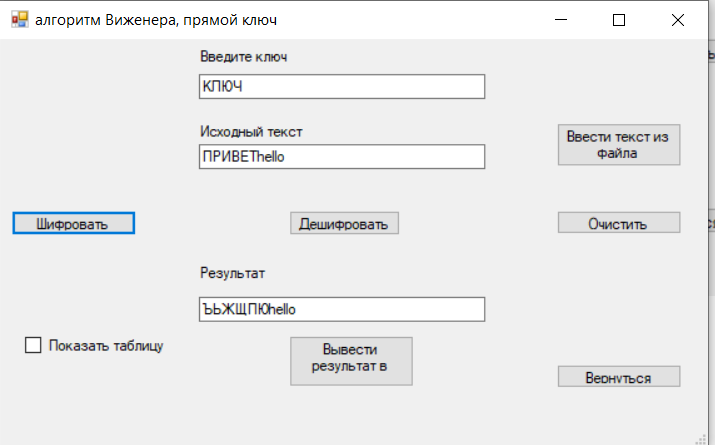 алгоритм Виженера, прямой ключ
Введите ключ
КЛЮЧ
Исходный текст
ПРИВЕТhello
Ввести текст из
файла
Шифровать
Дешифровать
Очистить
Результат
ЪЬЖЩПЮhello
Показать таблицу
Вывести
результат в
Вернуться